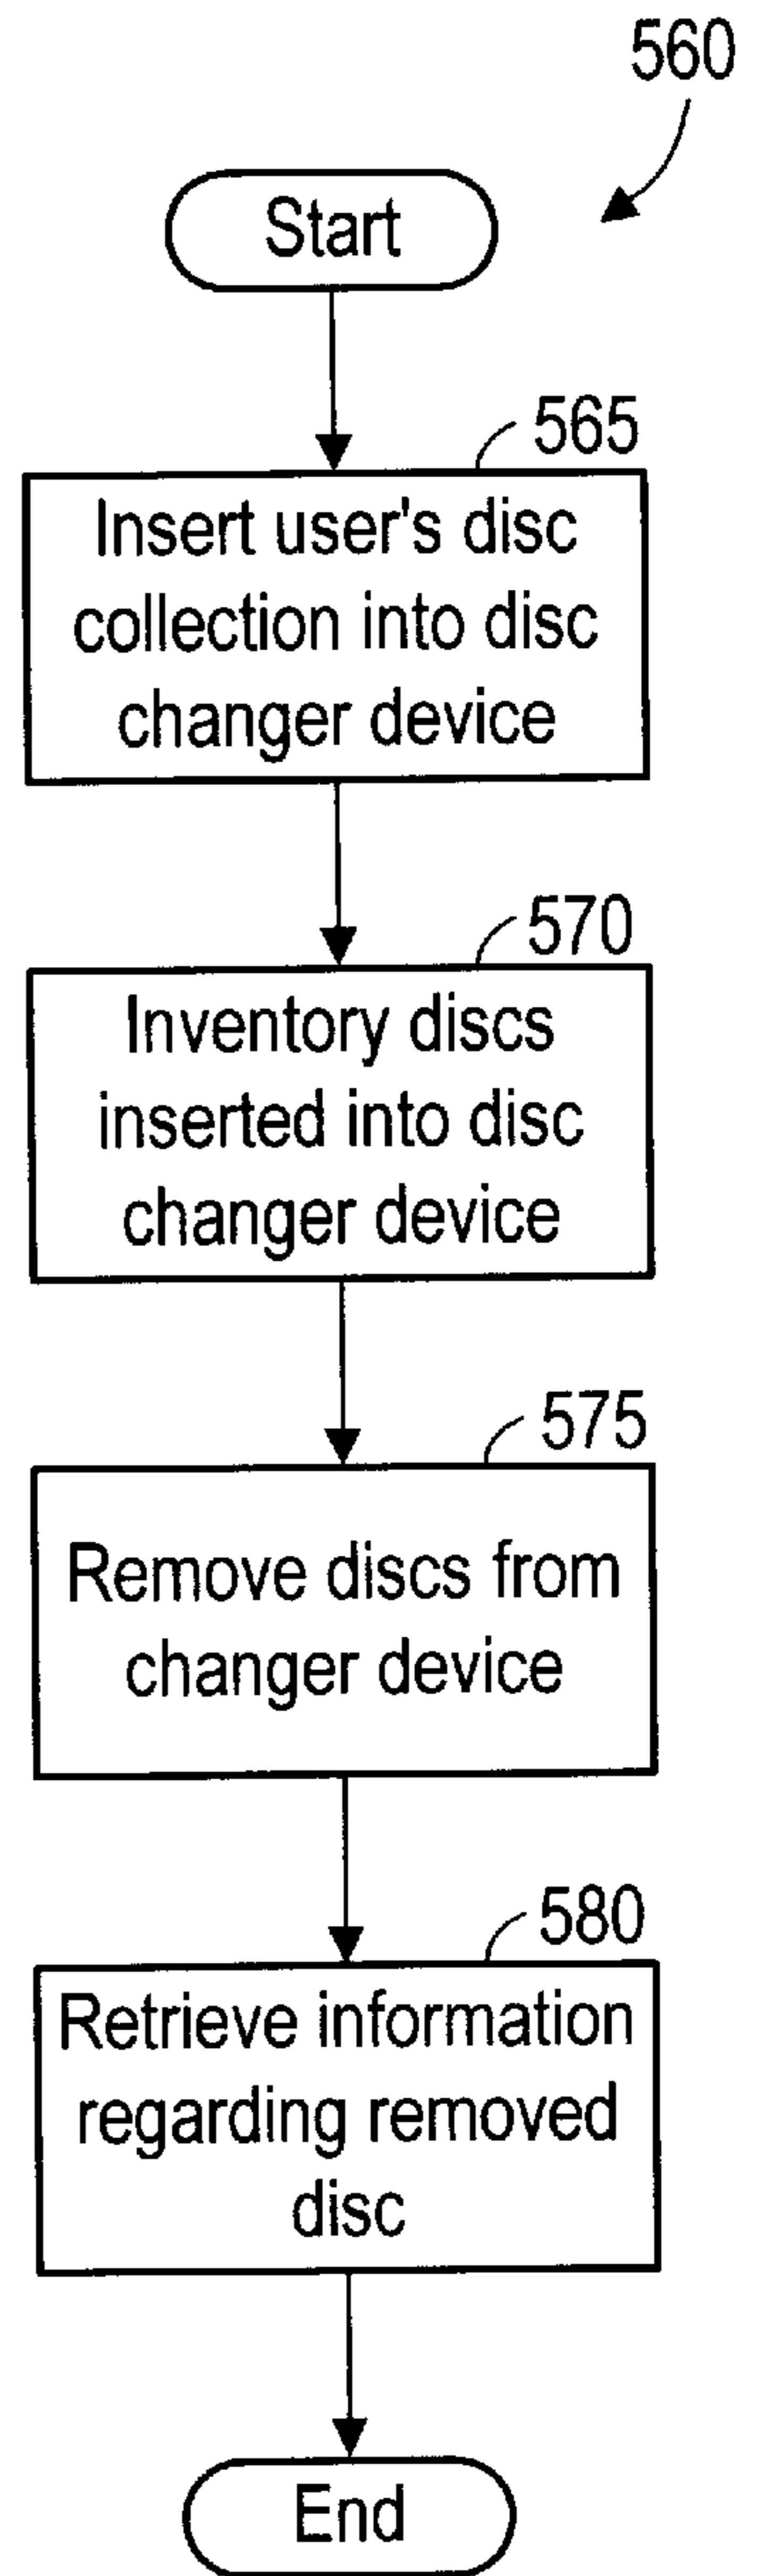 560
Start
565
Insert user's disc
collection into disc
changer device
570
Inventory discs
inserted into disc
changer device
575
Remove discs from
changer device
580
Retrieve information
regarding removed
disc
End